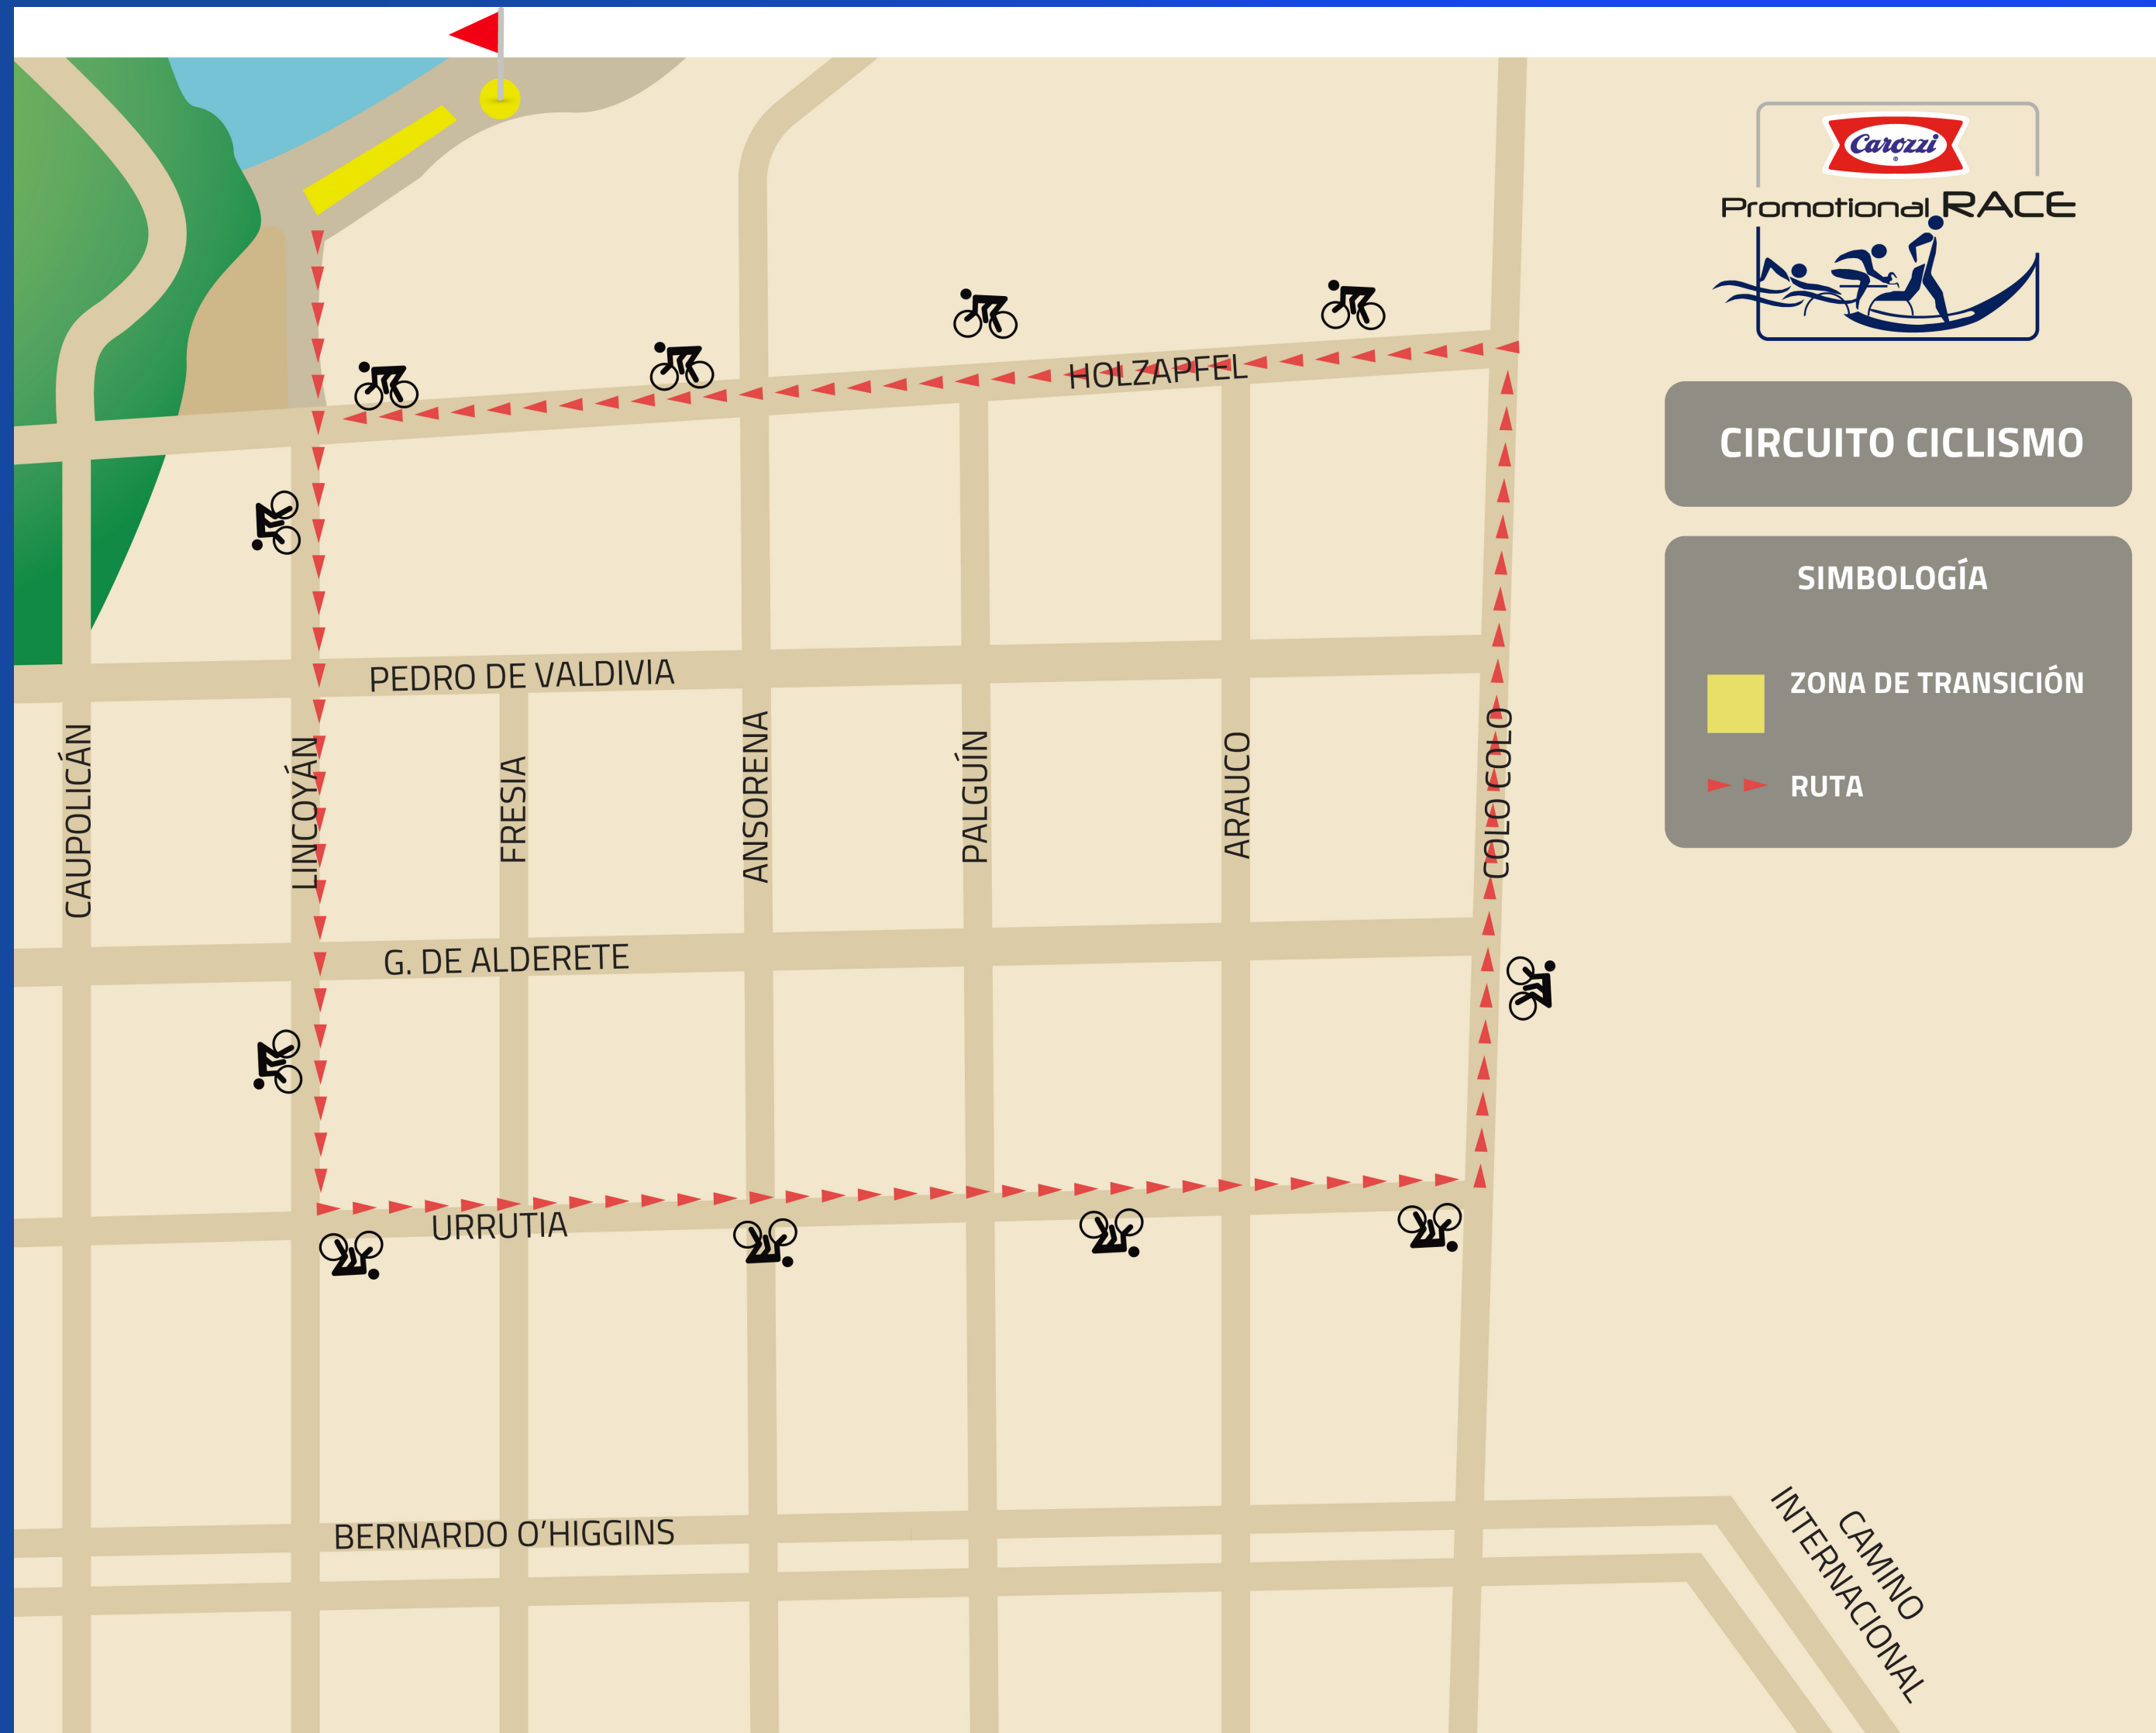 Carozzi
®
Promotional RACE
CIRCUITO CICLISMO
SIMBOLOGÍA
ZONA DE TRANSICIÓN
RUTA
HOLZAPFEL
PEDRO DE VALDIVIA
CAUPOLICÁN
LINCOYÁN
FRESIA
ANSORENA
PALGUÍN
ARAUCO
COLO COLO
G. DE ALDERETE
URRUTIA
BERNARDO O'HIGGINS
CAMINO
INTERNACIONAL